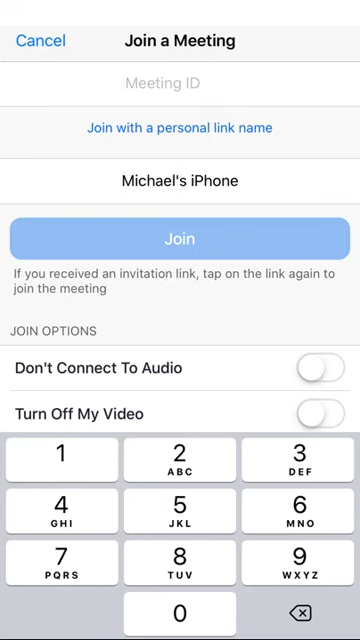 Cancel Join a Meeting
Meeting ID
Join with a personal link name
Michael's iPhone
Join
If you received an invitation link, tap on the link again to
join the meeting
JOIN OPTIONS
Don't Connect To Audio
Turn Off My Video
1 2 3
ABC DEF
4 5 6
GHI JKL MNO
7 8 9
PQRS TUV WXYZ
0